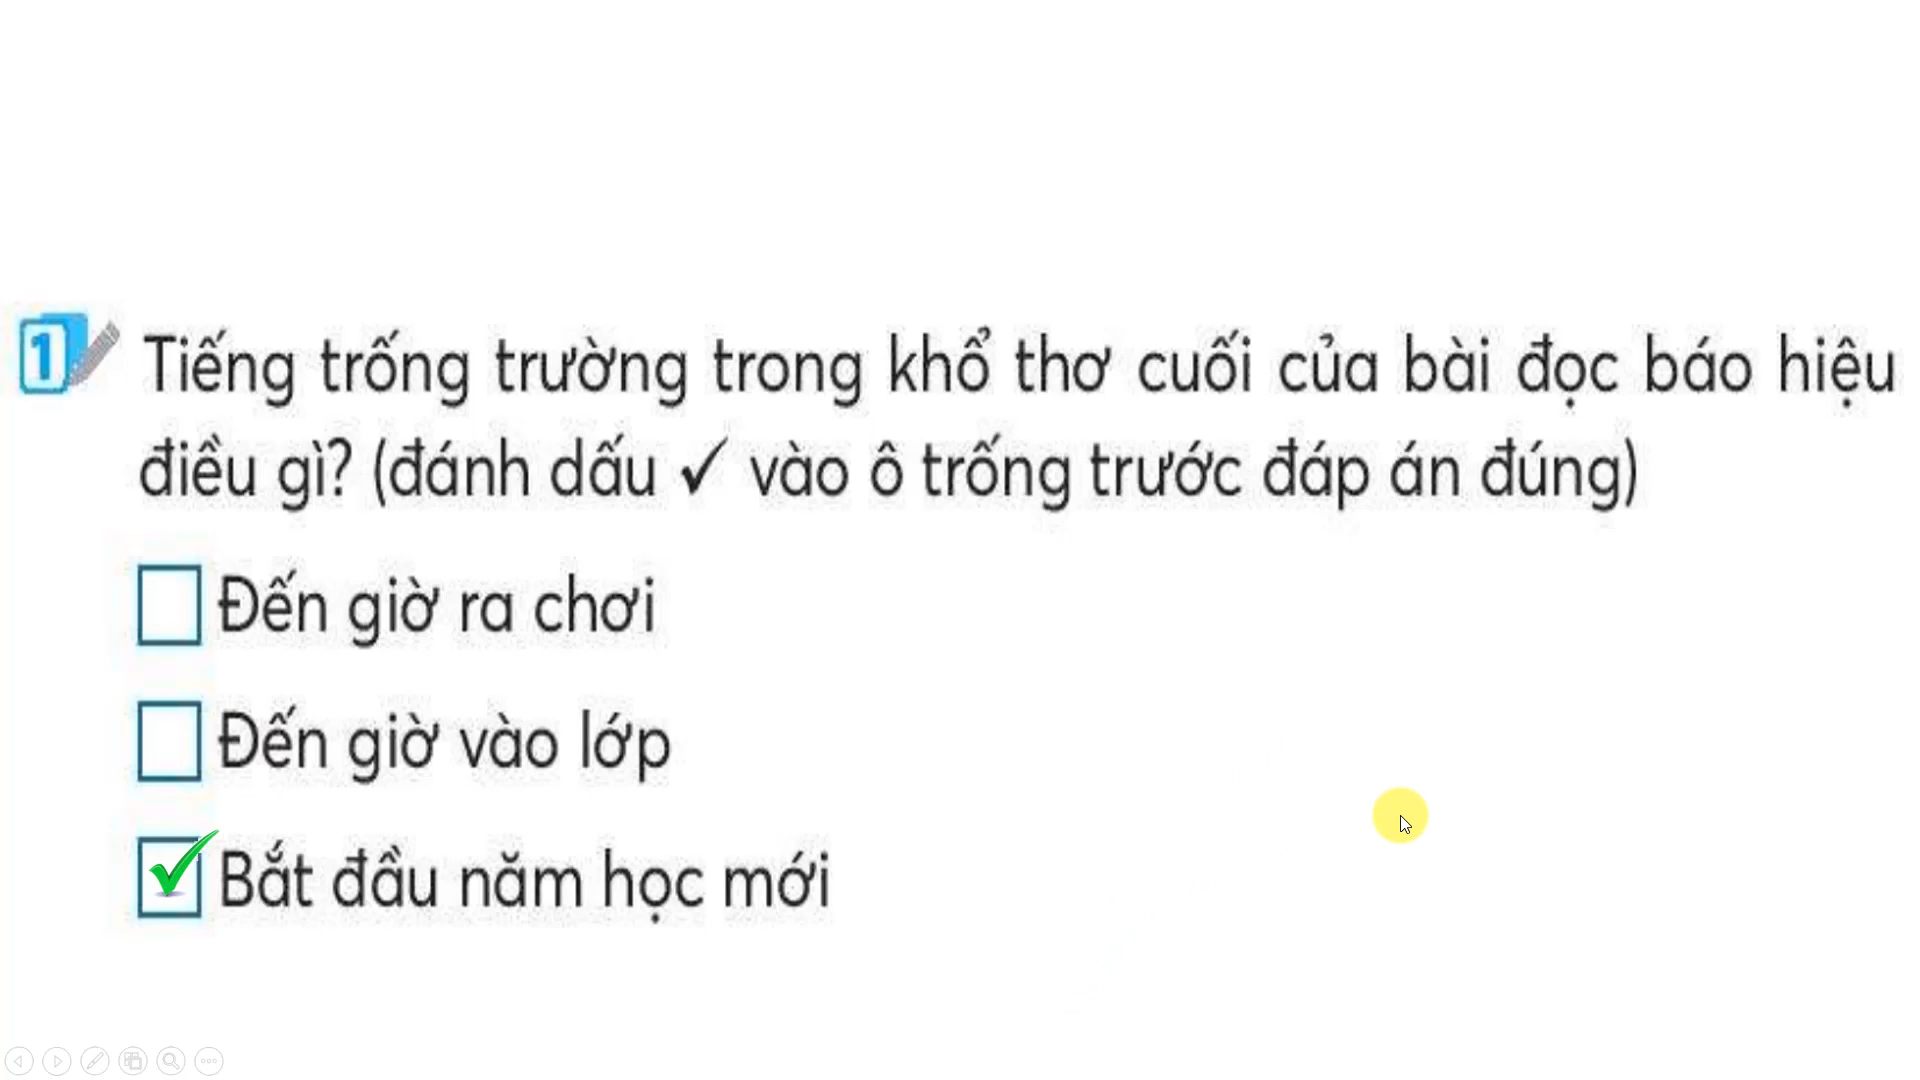 1 Tiếng trống trường trong khổ thơ cuối của bài đọc báo hiệu
điều gì? (đánh dấu ✓ vào ô trống trước đáp án đúng)
Đến giờ ra chơi
Đến giờ vào lớp
Bắt đầu năm học mới